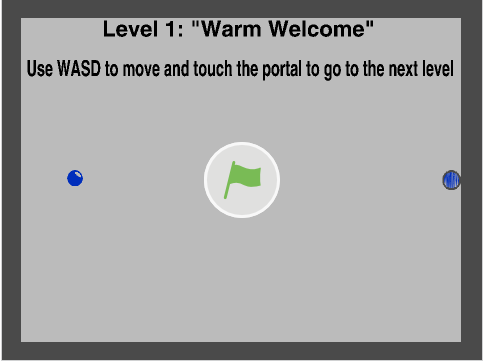 Level 1: "Warm Welcome"
Use WASD to move and touch the portal to go to the next level